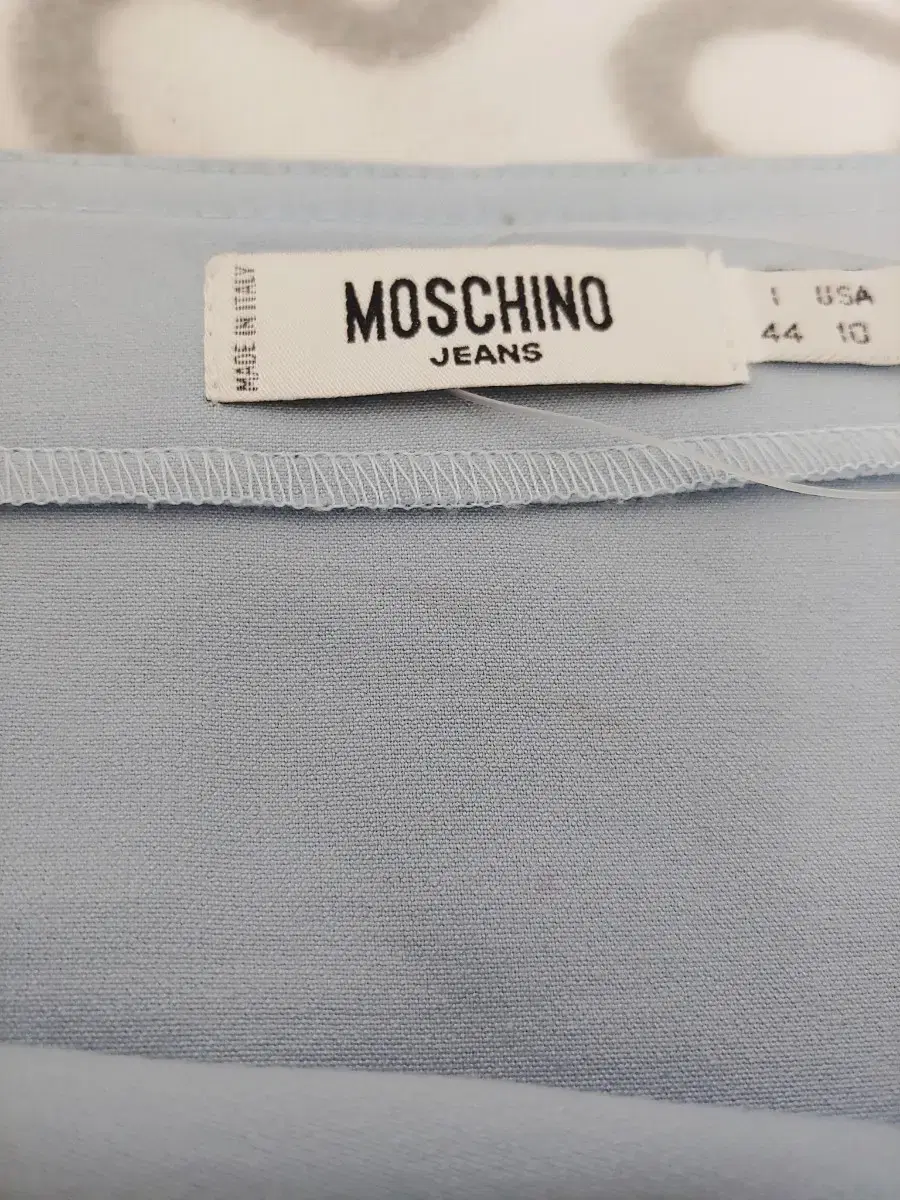 MADE IN ITALY
MOSCHINO
JEANS
I USA
44 10